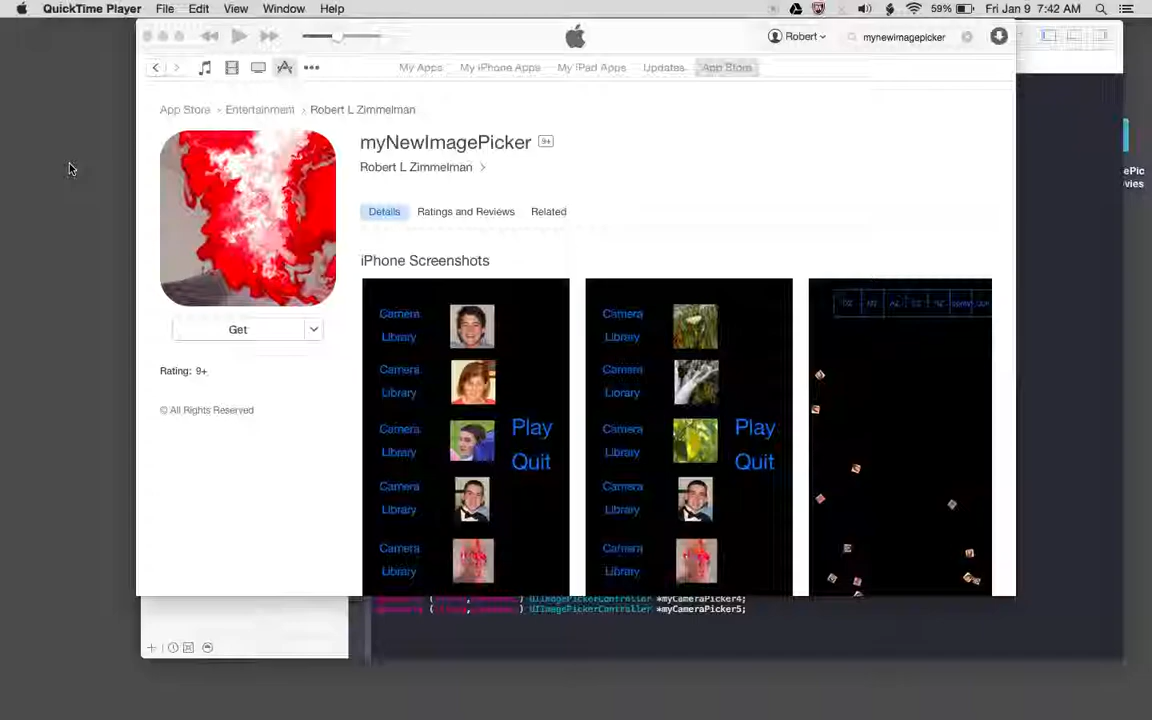 QuickTime Player File Edit View Window Help 59% Fri Jan 9 7:42 AM
Robert mynewimagepicker
My Apps My iPhone Apps My iPad Apps Updates App Store
App Store Entertainment Robert L Zimmelman
myNewImagePicker 9+
Robert L Zimmelman
Details Ratings and Reviews Related
iPhone Screenshots
Get
Rating: 9+
© All Rights Reserved
Camera
Library
Camera
Library
Camera
Library
Play
Quit
Camera
Library
Camera
Library
Camera
Library
Camera
Library
Camera
Library
Play
Quit
Camera
Library
Camera
Library
ePic
vies
UIImagePickerController *myCameraPicker4;
UIImagePickerController *myCameraPicker5;